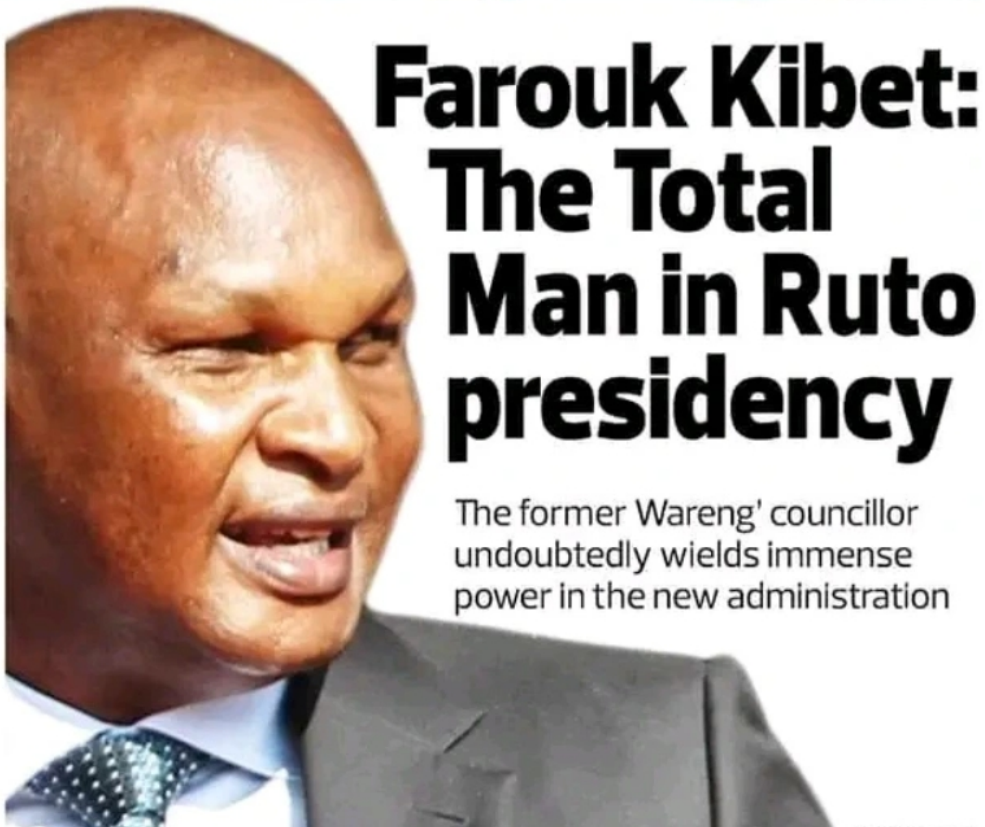 Farouk Kibet:
The Total
Man in Ruto
presidency
The former Wareng' councillor
undoubtedly wields immense
power in the new administration